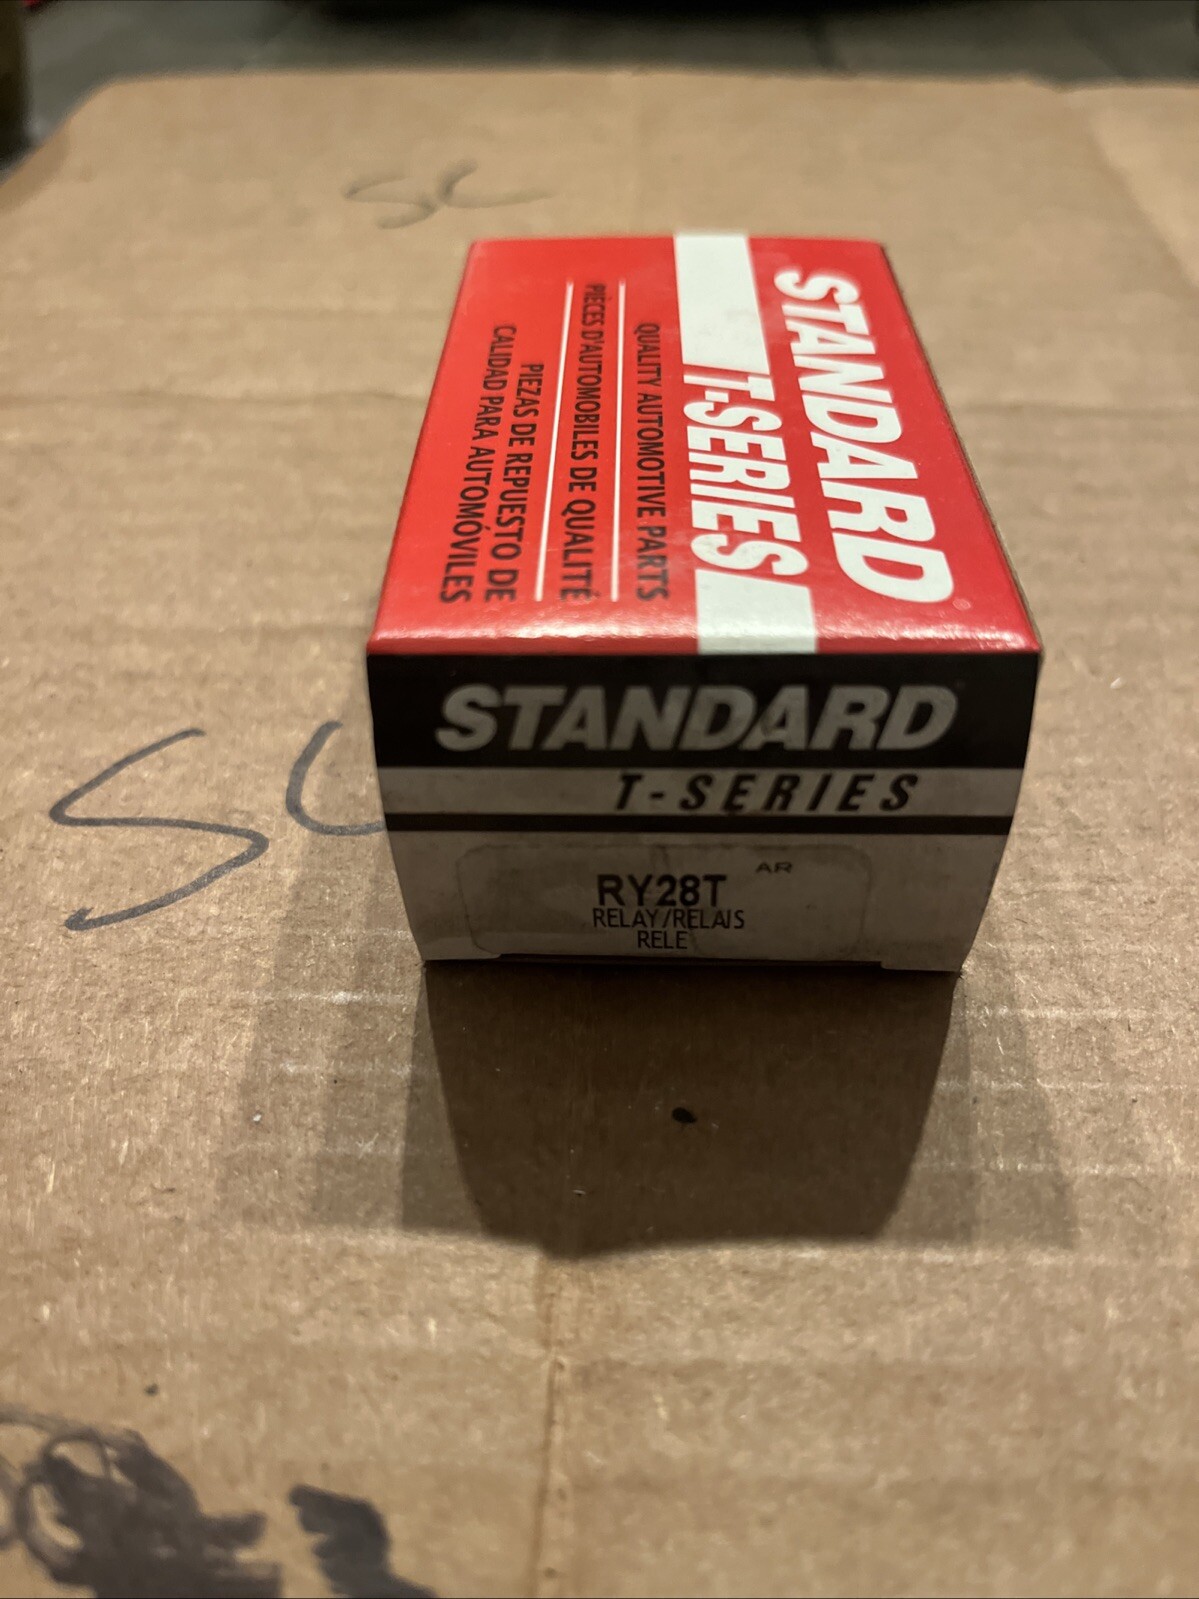 SC
STANDARD
T-SERIES
QUALITY AUTOMOTIVE PARTS
PIÈCES D'AUTOMOBILES DE QUALITÉ
PIEZAS DE REPUESTO DE
CALIDAD PARA AUTOMÓVILES
STANDARD
T-SERIES
AR
RY28T
RELAY/RELAIS
RELE